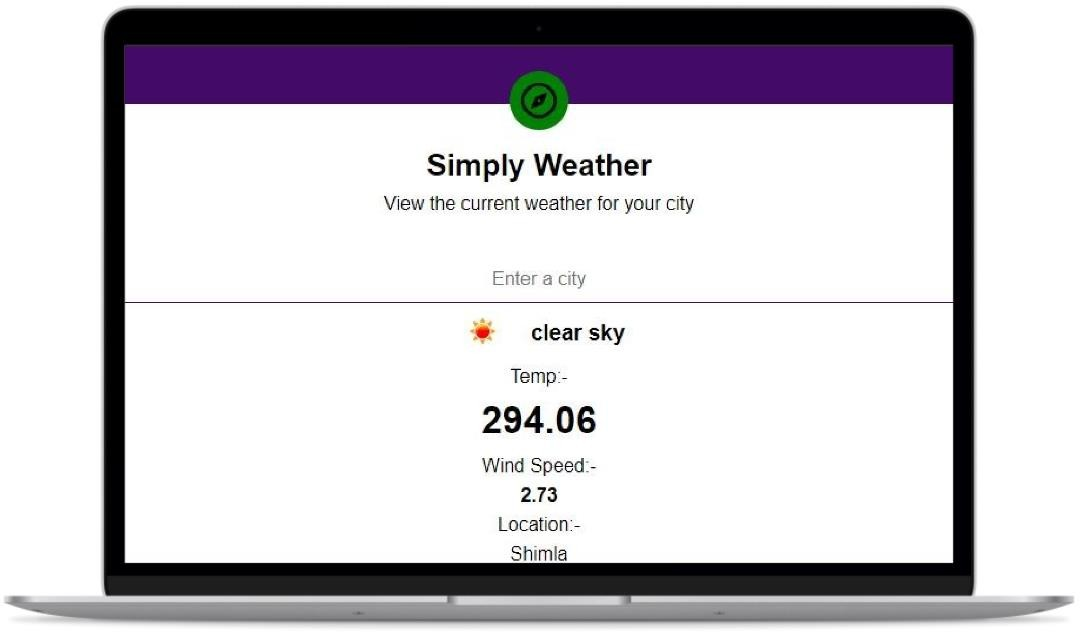 Simply Weather
View the current weather for your city
Enter a city
clear sky
Temp:-
294.06
Wind Speed:-
2.73
Location:-
Shimla